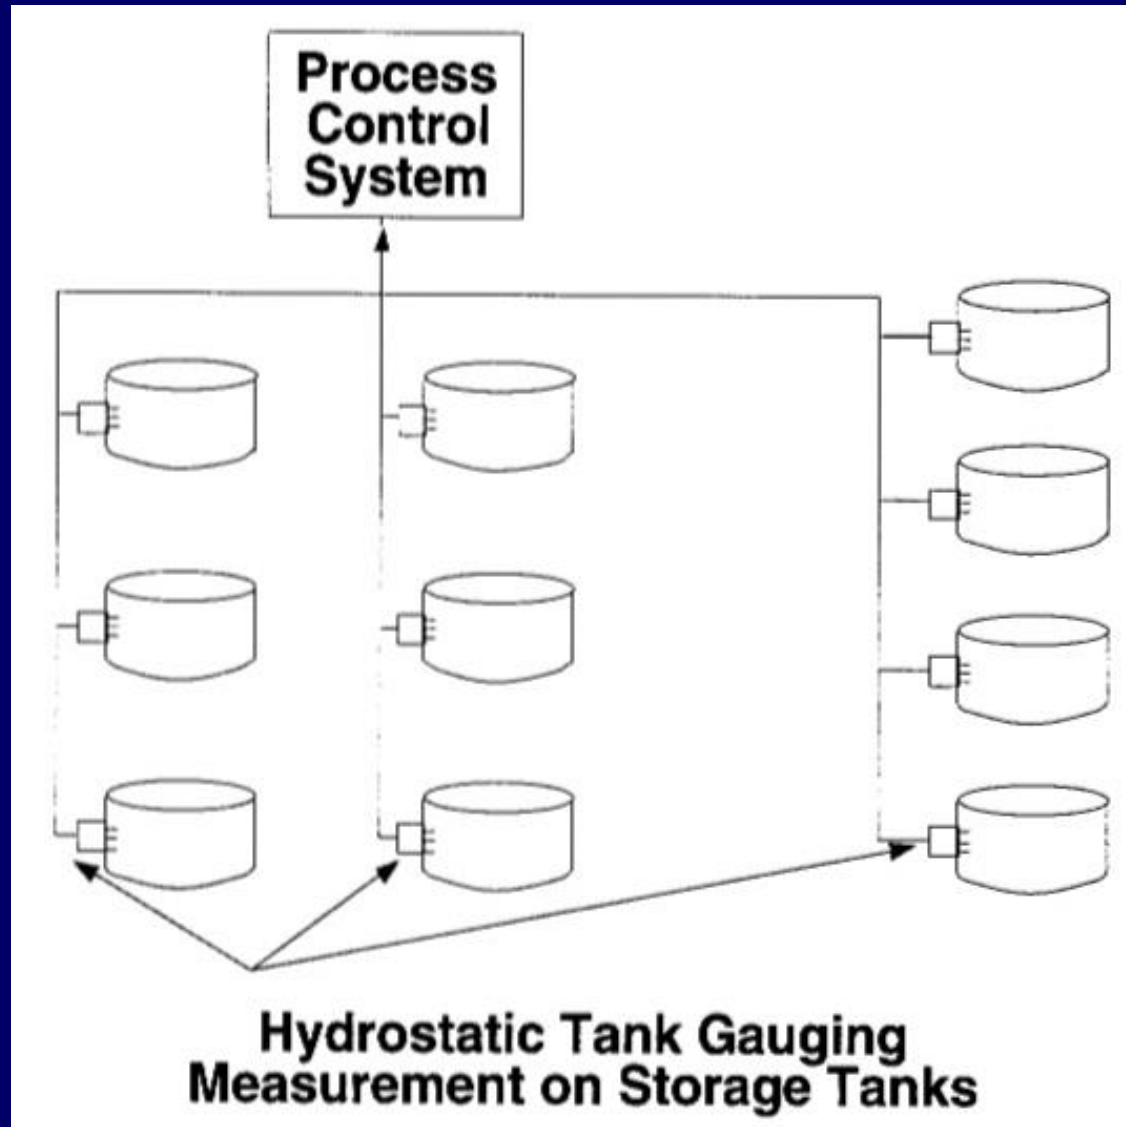 Process
Control
System
Hydrostatic Tank Gauging
Measurement on Storage Tanks